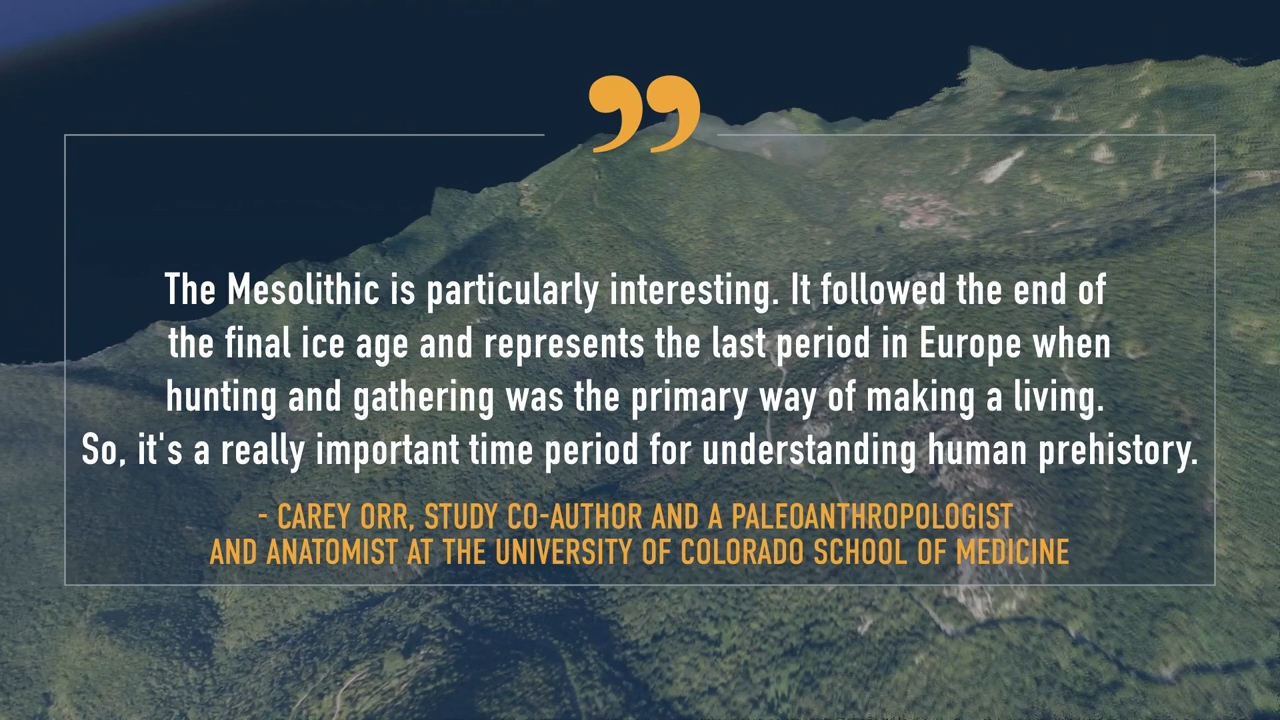 The Mesolithic is particularly interesting. It followed the end of
the final ice age and represents the last period in Europe when
hunting and gathering was the primary way of making a living.
So, it's a really important time period for understanding human prehistory.
- CAREY ORR, STUDY CO-AUTHOR AND A PALEOANTHROPOLOGIST
AND ANATOMIST AT THE UNIVERSITY OF COLORADO SCHOOL OF MEDICINE